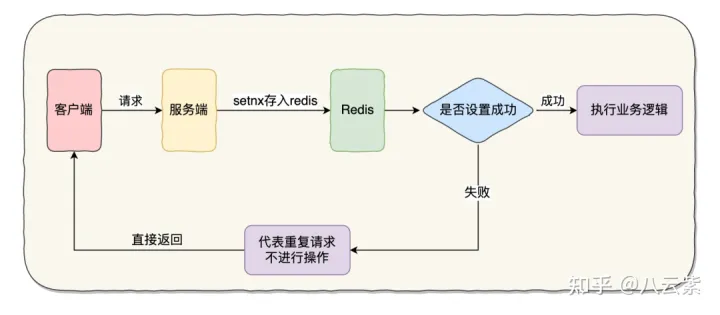 客户端
请求
服务端
setnx存入redis
Redis
是否设置成功
成功
执行业务逻辑
失败
代表重复请求
不进行操作
直接返回
知乎 @八云紫